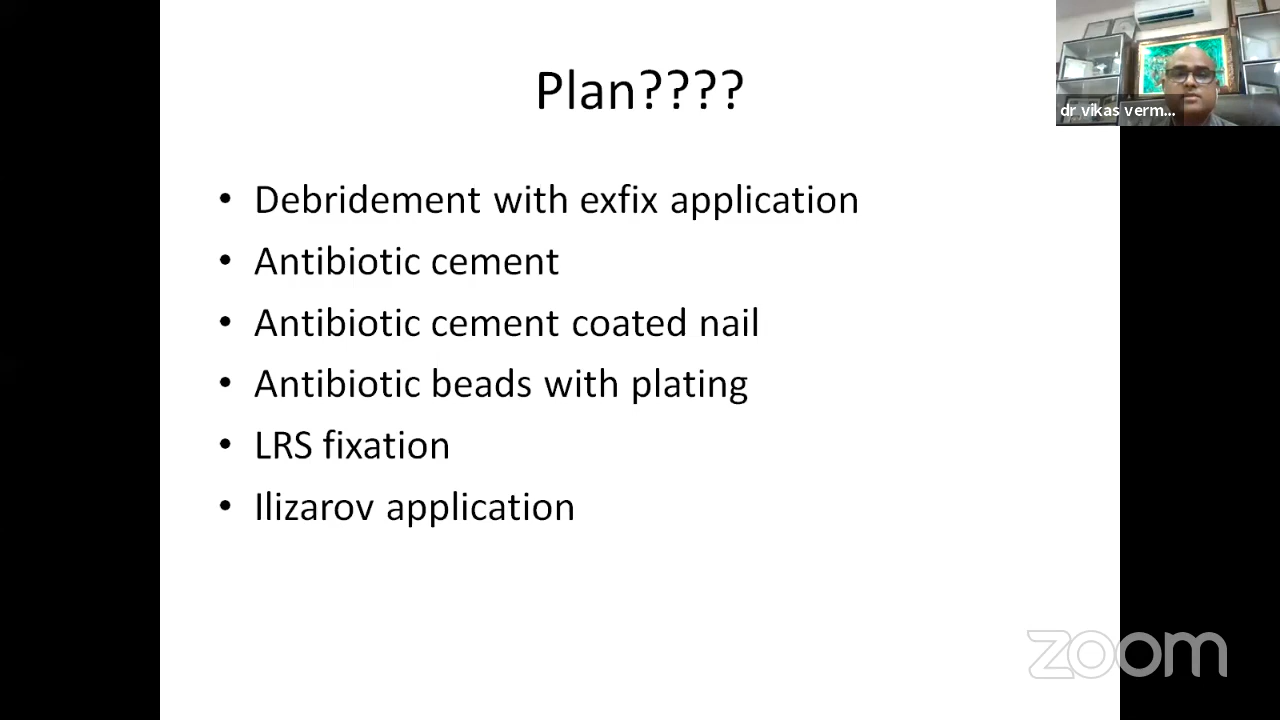 Plan????
dr vikas verm...
• Debridement with exfix application
• Antibiotic cement
• Antibiotic cement coated nail
• Antibiotic beads with plating
• LRS fixation
• Ilizarov application
zoom